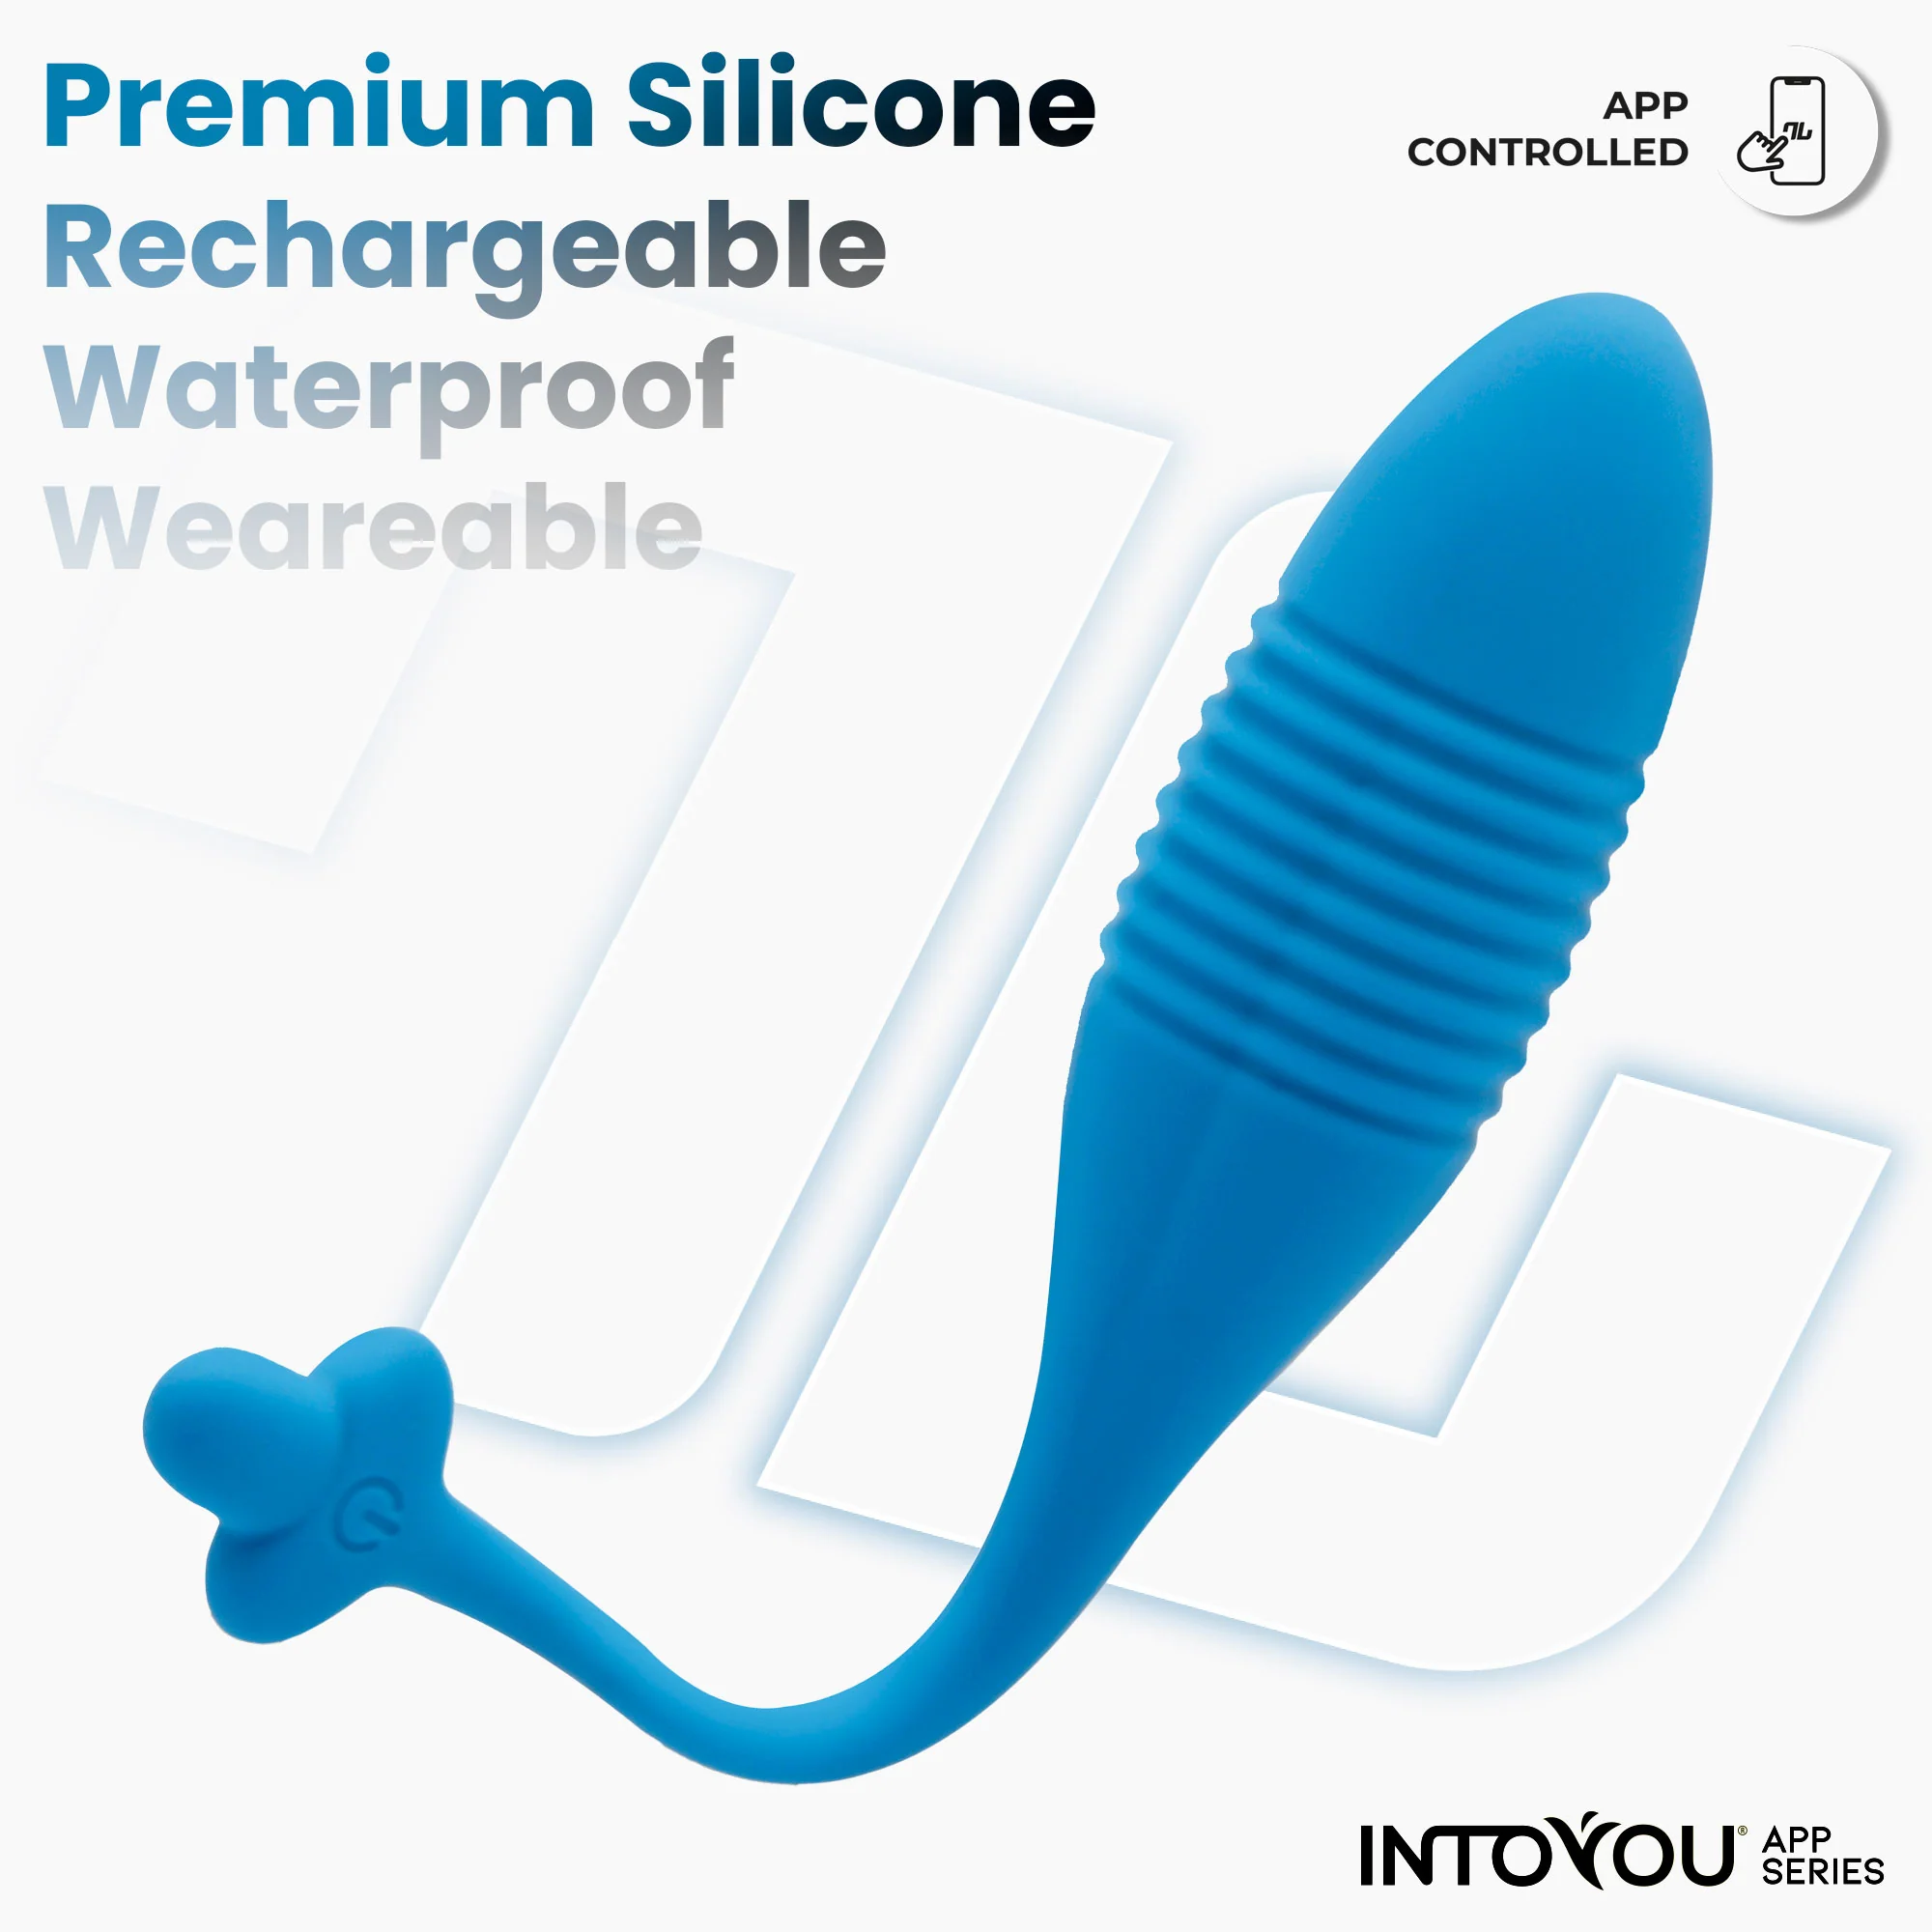 Premium Silicone
Rechargeable
Waterproof
Weareable
APP
CONTROLLED
INTOYOU® APP
SERIES